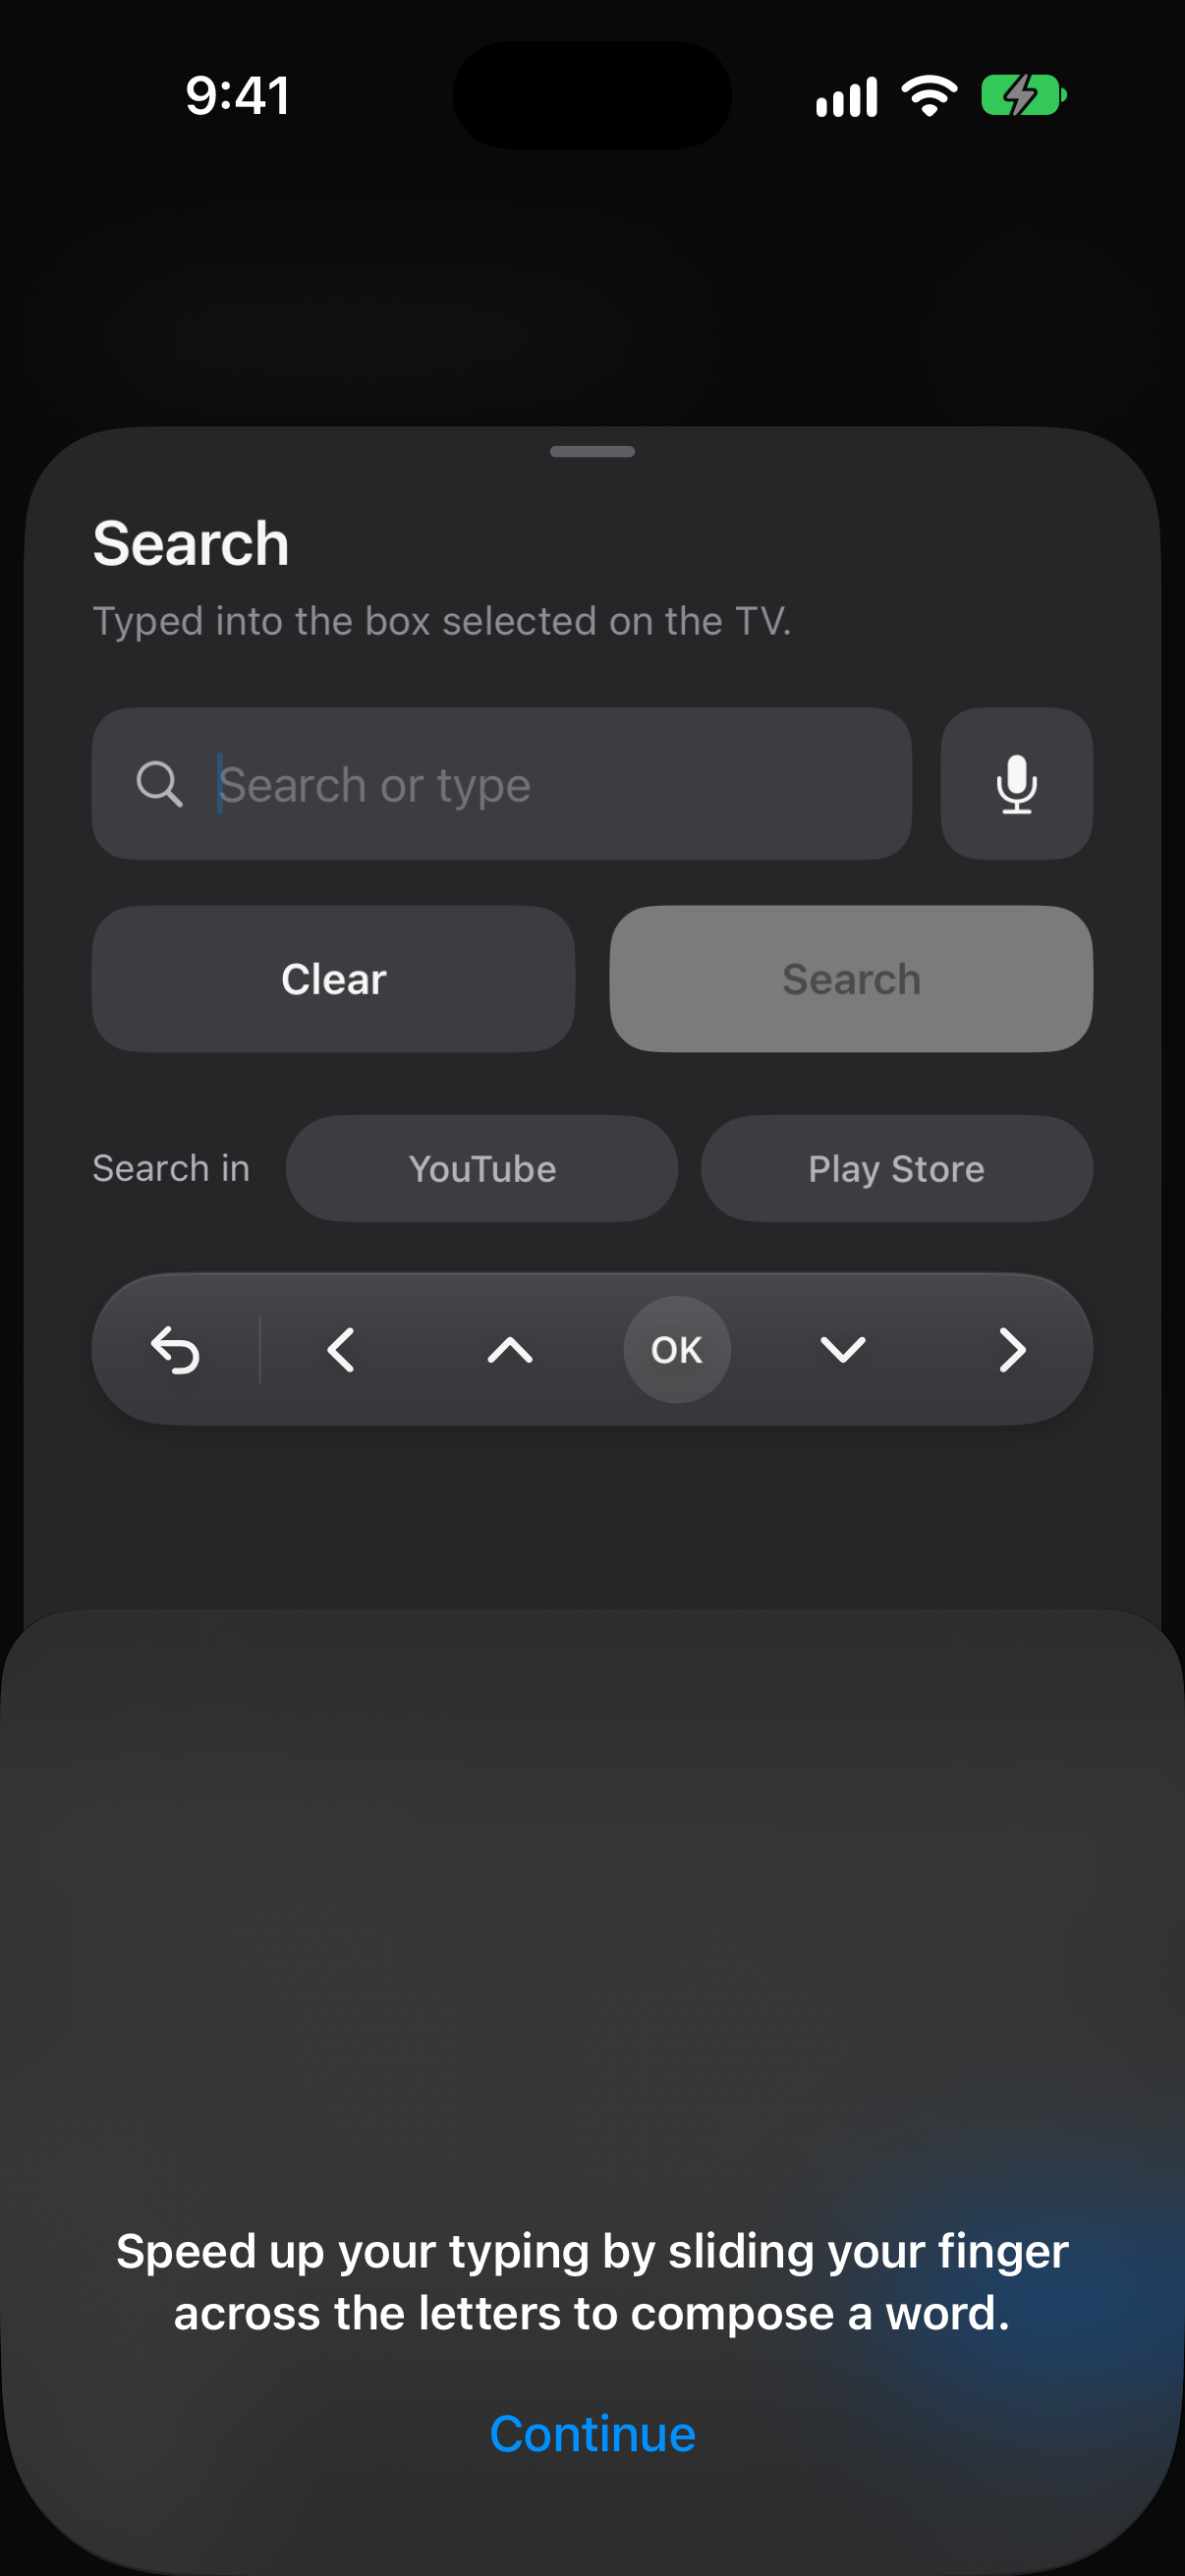 9:41
Search
Typed into the box selected on the TV.
Search or type
Clear
Search
Search in
YouTube
Play Store
OK
Speed up your typing by sliding your finger
across the letters to compose a word.
Continue